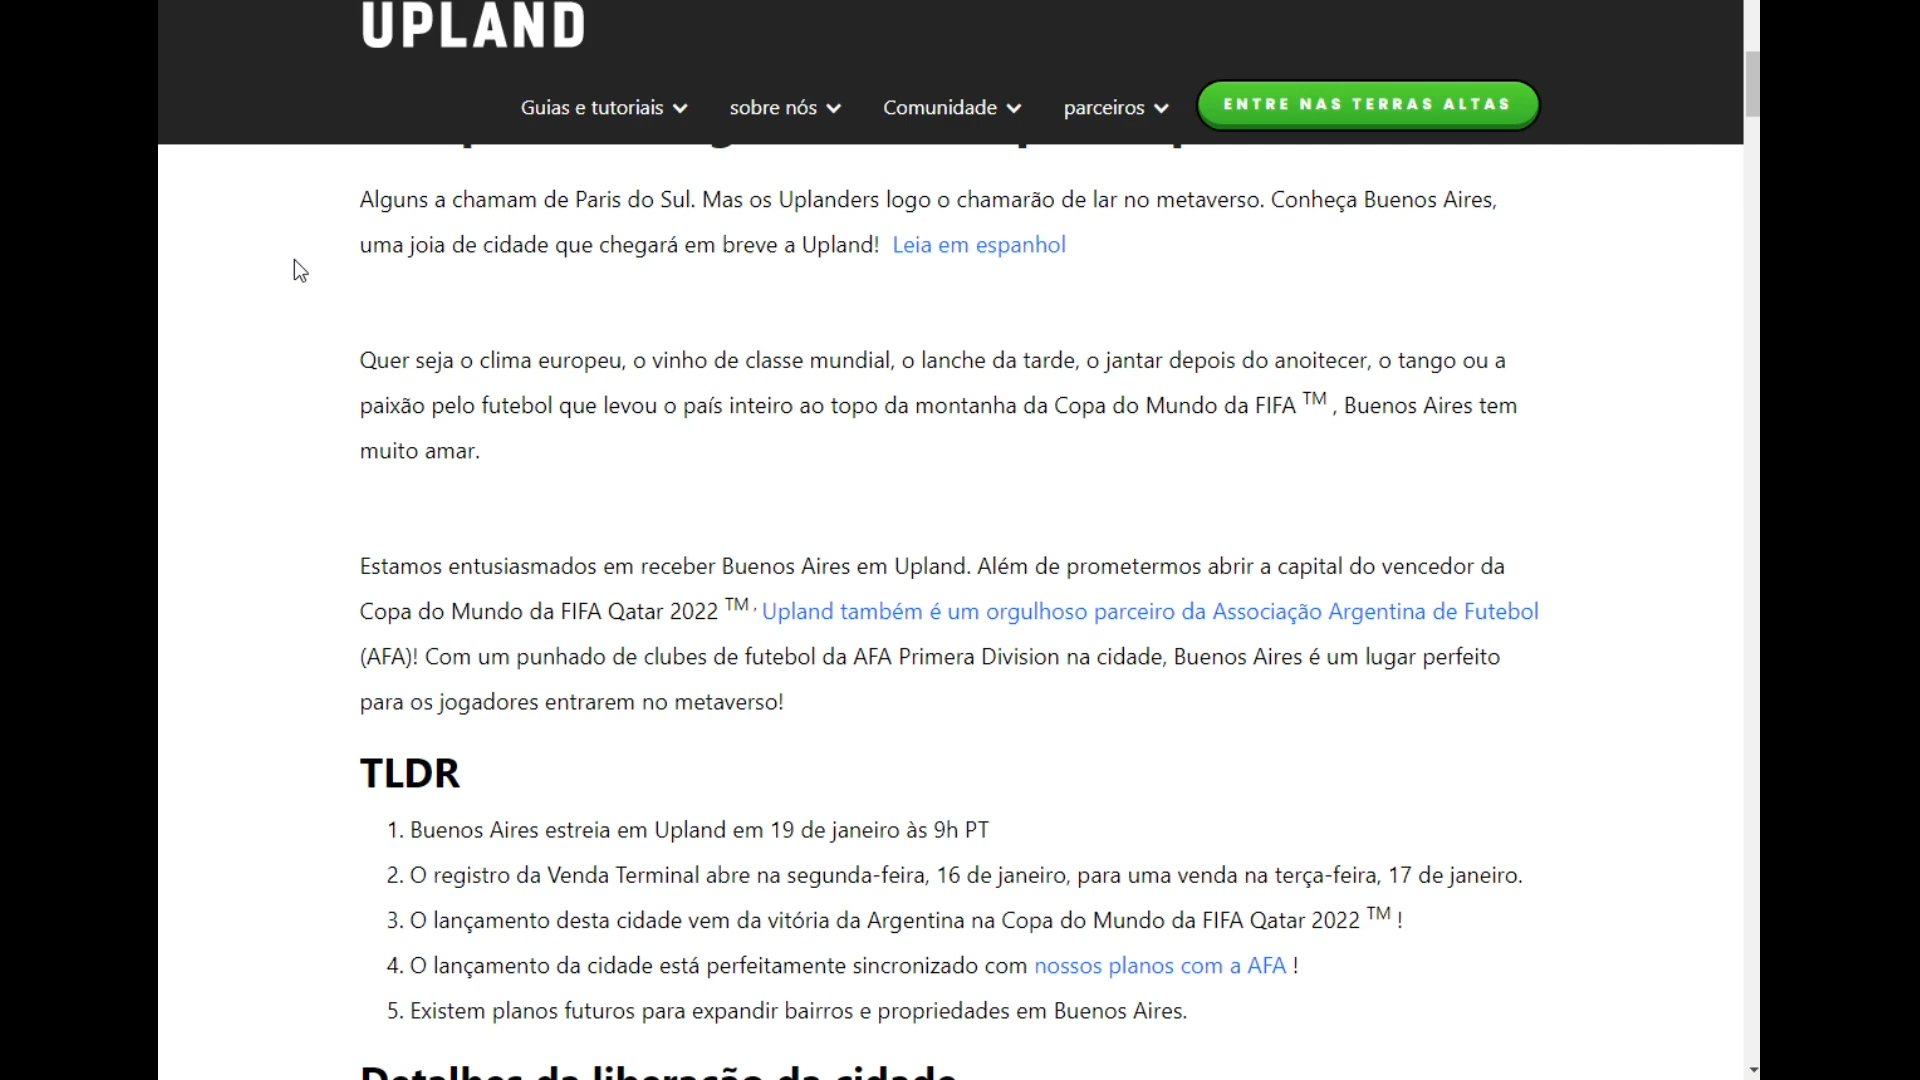 UPLAND
Guias e tutoriais
sobre nós
Comunidade
parceiros
ENTRE NAS TERRAS ALTAS
Alguns a chamam de Paris do Sul. Mas os Uplanders logo o chamarão de lar no metaverso. Conheça Buenos Aires,
uma joia de cidade que chegará em breve a Upland! Leia em espanhol
Quer seja o clima europeu, o vinho de classe mundial, o lanche da tarde, o jantar depois do anoitecer, o tango ou a
paixão pelo futebol que levou o país inteiro ao topo da montanha da Copa do Mundo da FIFA TM , Buenos Aires tem
muito amar.
Estamos entusiasmados em receber Buenos Aires em Upland. Além de prometermos abrir a capital do vencedor da
Copa do Mundo da FIFA Qatar 2022 TM , Upland também é um orgulhoso parceiro da Associação Argentina de Futebol
(AFA)! Com um punhado de clubes de futebol da AFA Primera Division na cidade, Buenos Aires é um lugar perfeito
para os jogadores entrarem no metaverso!
TLDR
1. Buenos Aires estreia em Upland em 19 de janeiro às 9h PT
2. O registro da Venda Terminal abre na segunda-feira, 16 de janeiro, para uma venda na terça-feira, 17 de janeiro.
3. O lançamento desta cidade vem da vitória da Argentina na Copa do Mundo da FIFA Qatar 2022 TM !
4. O lançamento da cidade está perfeitamente sincronizado com nossos planos com a AFA !
5. Existem planos futuros para expandir bairros e propriedades em Buenos Aires.
Detalhes da liberação da cidade